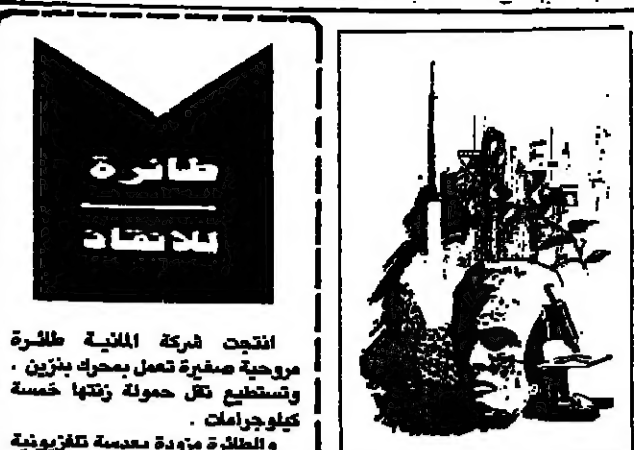 طائرة
للانقاذ
انتجت شركة المانية طائرة
مروحية صغيرة تعمل بمحرك بنزين .
وتستطيع نقل حمولة زنتها خمسة
كيلوجرامات .
والطائرة مزودة بعدسة تلفزيونية